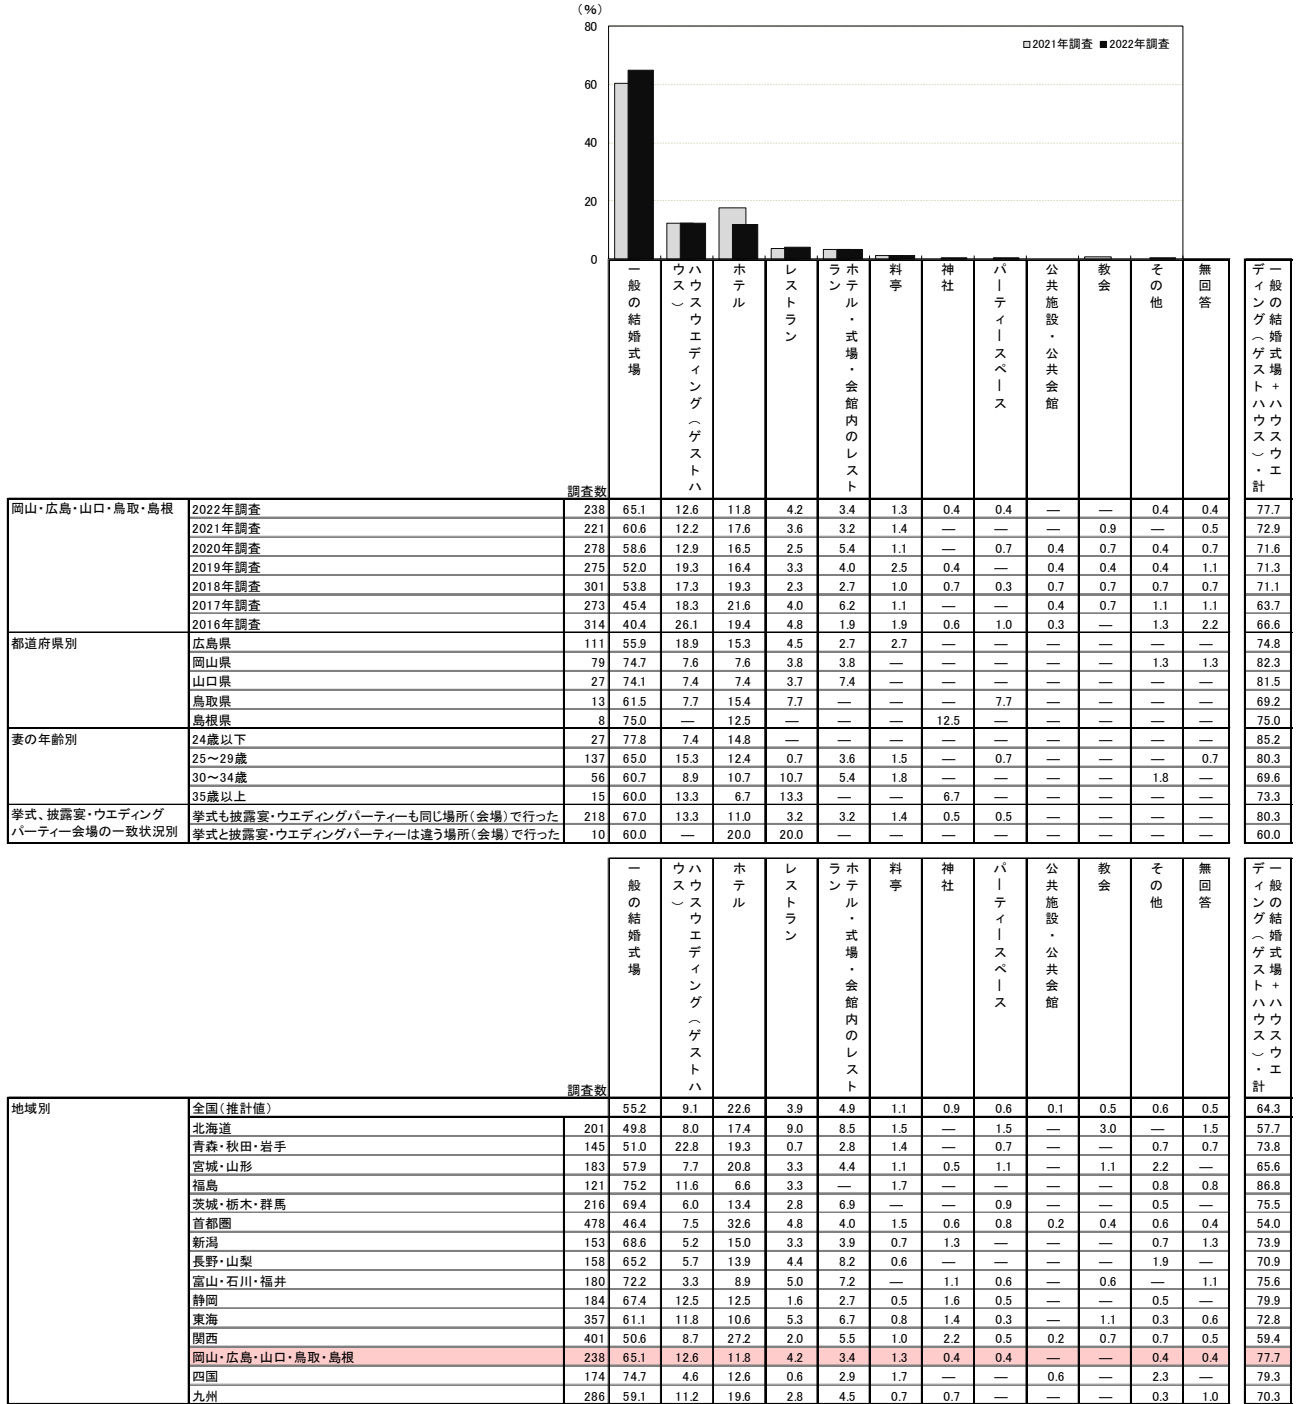 （%）
80
60
40
20
0
2021年調査 2022年調査
調査数 一般の結婚式場 ハウスウエディング（ゲストハウス） ホテル レストラン ホテル・式場・会館内のレストラン 料亭 神社 パーティースペース 公共施設・公共会館 教会 その他 無回答 一般の結婚式場＋ハウスウエディング（ゲストハウス）・計
岡山・広島・山口・鳥取・島根 2022年調査 238 65.1 12.6 11.8 4.2 3.4 1.3 0.4 0.4 — — 0.4 0.4 77.7
2021年調査 221 60.6 12.2 17.6 3.6 3.2 1.4 — — — 0.9 — 0.5 72.9
2020年調査 278 58.6 12.9 16.5 2.5 5.4 1.1 — 0.7 0.4 0.7 0.4 0.7 71.6
2019年調査 275 52.0 19.3 16.4 3.3 4.0 2.5 0.4 — 0.4 0.4 0.4 1.1 71.3
2018年調査 301 53.8 17.3 19.3 2.3 2.7 1.0 0.7 0.3 0.7 0.7 0.7 0.7 71.1
2017年調査 273 45.4 18.3 21.6 4.0 6.2 1.1 — — 0.4 0.7 1.1 1.1 63.7
2016年調査 314 40.4 26.1 19.4 4.8 1.9 1.9 0.6 1.0 0.3 — 1.3 2.2 66.6
都道府県別 広島県 111 55.9 18.9 15.3 4.5 2.7 2.7 — — — — — — 74.8
岡山県 79 74.7 7.6 7.6 3.8 3.8 — — — — — 1.3 1.3 82.3
山口県 27 74.1 7.4 7.4 3.7 7.4 — — — — — — — 81.5
鳥取県 13 61.5 7.7 15.4 7.7 — — — 7.7 — — — — 69.2
島根県 8 75.0 — 12.5 — — — 12.5 — — — — — 75.0
妻の年齢別 24歳以下 27 77.8 7.4 14.8 — — — — — — — — — 85.2
25～29歳 137 65.0 15.3 12.4 0.7 3.6 1.5 — 0.7 — — — 0.7 80.3
30～34歳 56 60.7 8.9 10.7 10.7 5.4 1.8 — — — — 1.8 — 69.6
35歳以上 15 60.0 13.3 6.7 13.3 — — 6.7 — — — — — 73.3
挙式、披露宴・ウエディング
パーティー会場の一致状況別
挙式も披露宴・ウエディングパーティーも同じ場所（会場）で行った 218 67.0 13.3 11.0 3.2 3.2 1.4 0.5 0.5 — — — — 80.3
挙式と披露宴・ウエディングパーティーは違う場所（会場）で行った 10 60.0 — 20.0 20.0 — — — — — — — — 60.0
調査数 一般の結婚式場 ハウスウエディング（ゲストハウス） ホテル レストラン ホテル・式場・会館内のレストラン 料亭 神社 パーティースペース 公共施設・公共会館 教会 その他 無回答 一般の結婚式場＋ハウスウエディング（ゲストハウス）・計
地域別 全国（推計値） 55.2 9.1 22.6 3.9 4.9 1.1 0.9 0.6 0.1 0.5 0.6 0.5 64.3
北海道 201 49.8 8.0 17.4 9.0 8.5 1.5 — 1.5 — 3.0 — 1.5 57.7
青森・秋田・岩手 145 51.0 22.8 19.3 0.7 2.8 1.4 — 0.7 — — 0.7 0.7 73.8
宮城・山形 183 57.9 7.7 20.8 3.3 4.4 1.1 0.5 1.1 — 1.1 2.2 — 65.6
福島 121 75.2 11.6 6.6 3.3 — 1.7 — — — — 0.8 0.8 86.8
茨城・栃木・群馬 216 69.4 6.0 13.4 2.8 6.9 — — 0.9 — — 0.5 — 75.5
首都圏 478 46.4 7.5 32.6 4.8 4.0 1.5 0.6 0.8 0.2 0.4 0.6 0.4 54.0
新潟 153 68.6 5.2 15.0 3.3 3.9 0.7 1.3 — — — 0.7 1.3 73.9
長野・山梨 158 65.2 5.7 13.9 4.4 8.2 0.6 — — — — 1.9 — 70.9
富山・石川・福井 180 72.2 3.3 8.9 5.0 7.2 — 1.1 0.6 — 0.6 — 1.1 75.6
静岡 184 67.4 12.5 12.5 1.6 2.7 0.5 1.6 0.5 — — 0.5 — 79.9
東海 357 61.1 11.8 10.6 5.3 6.7 0.8 1.4 0.3 — 1.1 0.3 0.6 72.8
関西 401 50.6 8.7 27.2 2.0 5.5 1.0 2.2 0.5 0.2 0.7 0.7 0.5 59.4
岡山・広島・山口・鳥取・島根 238 65.1 12.6 11.8 4.2 3.4 1.3 0.4 0.4 — — 0.4 0.4 77.7
四国 174 74.7 4.6 12.6 0.6 2.9 1.7 — — 0.6 — 2.3 — 79.3
九州 286 59.1 11.2 19.6 2.8 4.5 0.7 0.7 — — — 0.3 1.0 70.3